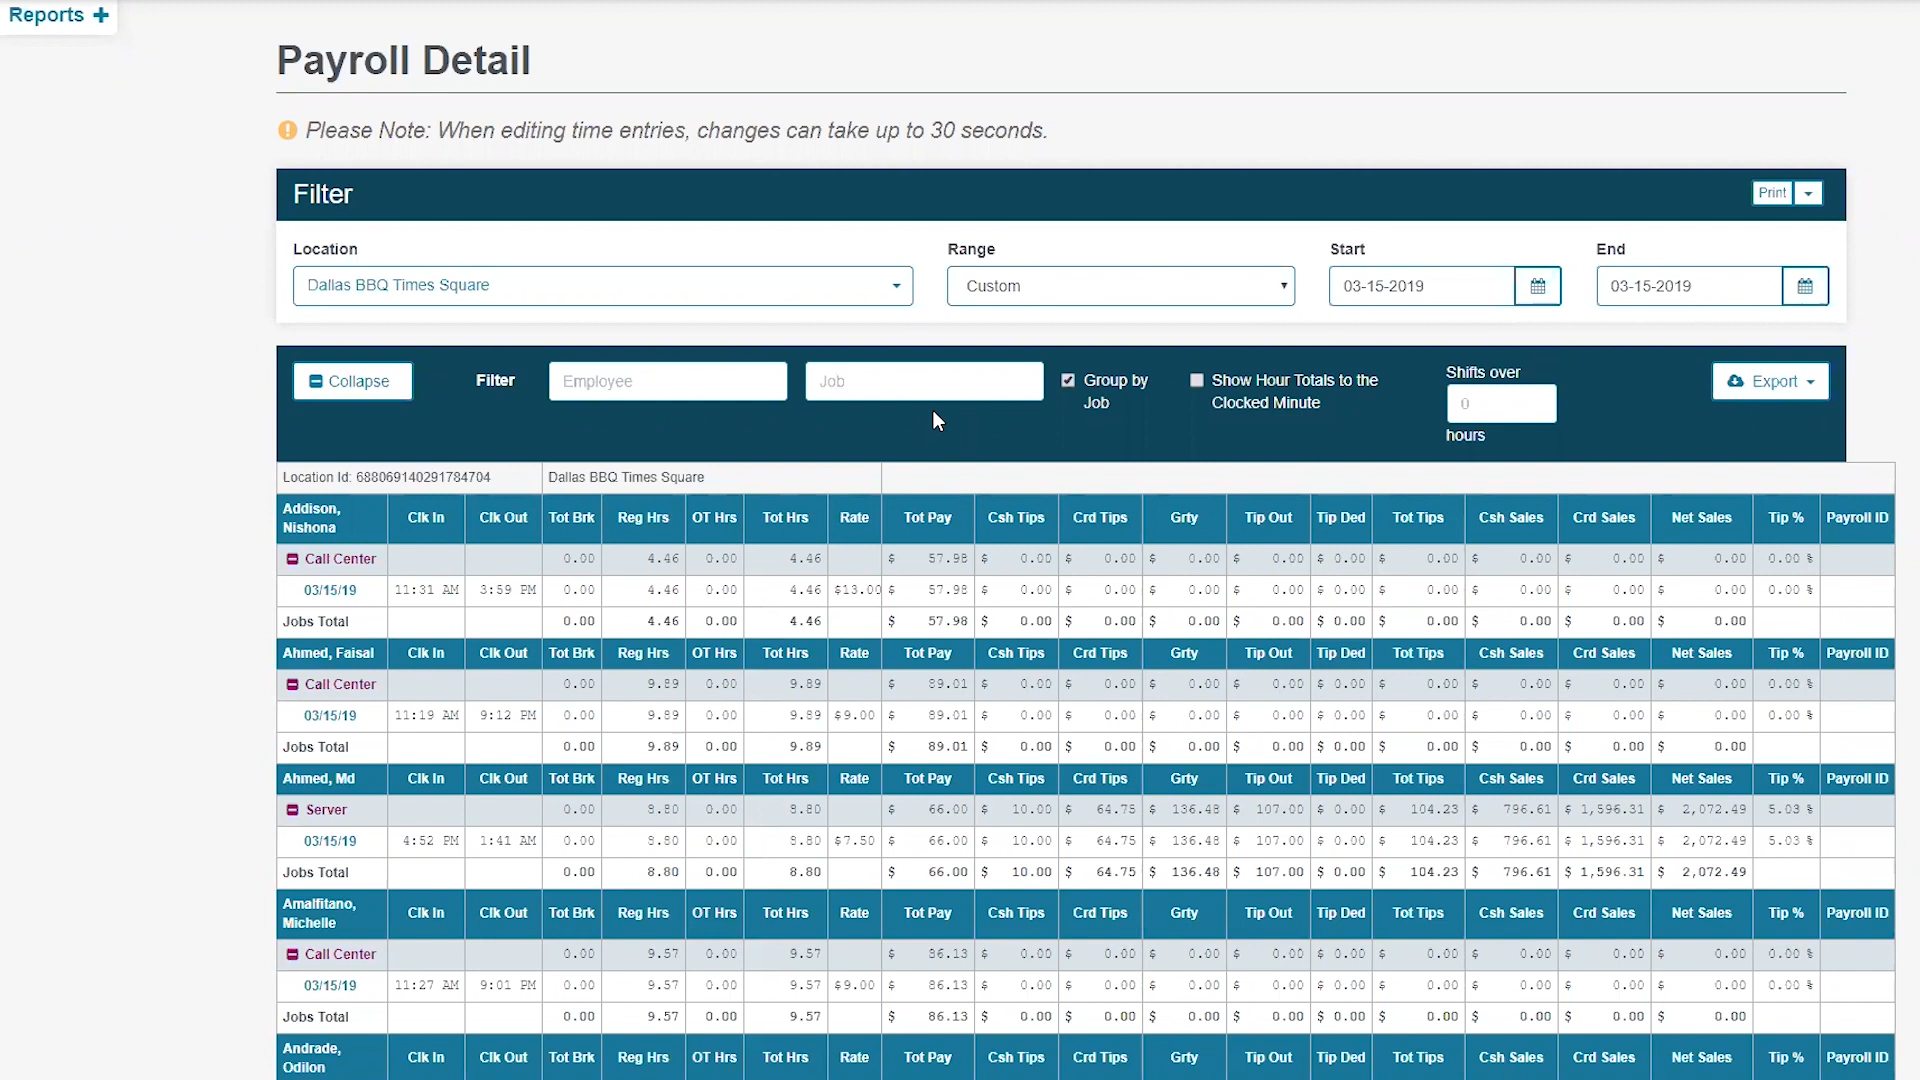 Reports
Payroll Detail
Please Note: When editing time entries, changes can take up to 30 seconds.
Filter
Print
Location Range Start End
Dallas BBQ Times Square Custom 03-15-2019 03-15-2019
Collapse Filter Employee Job Group by Job Show Hour Totals to the Clocked Minute Shifts over 0 hours Export
Location Id: 688069140291784704 Dallas BBQ Times Square
Addison, Nishona Clk In Clk Out Tot Brk Reg Hrs OT Hrs Tot Hrs Rate Tot Pay Csh Tips Crd Tips Grty Tip Out Tip Ded Tot Tips Csh Sales Crd Sales Net Sales Tip % Payroll ID
Call Center 0.00 4.46 0.00 4.46 $ 57.98 $ 0.00 $ 0.00 $ 0.00 $ 0.00 $ 0.00 $ 0.00 $ 0.00 $ 0.00 $ 0.00 0.00 %
03/15/19 11:31 AM 3:59 PM 0.00 4.46 0.00 4.46 $13.00 $ 57.98 $ 0.00 $ 0.00 $ 0.00 $ 0.00 $ 0.00 $ 0.00 $ 0.00 $ 0.00 $ 0.00 0.00 %
Jobs Total 0.00 4.46 0.00 4.46 $ 57.98 $ 0.00 $ 0.00 $ 0.00 $ 0.00 $ 0.00 $ 0.00 $ 0.00 $ 0.00 $ 0.00
Ahmed, Faisal Clk In Clk Out Tot Brk Reg Hrs OT Hrs Tot Hrs Rate Tot Pay Csh Tips Crd Tips Grty Tip Out Tip Ded Tot Tips Csh Sales Crd Sales Net Sales Tip % Payroll ID
Call Center 0.00 9.89 0.00 9.89 $ 89.01 $ 0.00 $ 0.00 $ 0.00 $ 0.00 $ 0.00 $ 0.00 $ 0.00 $ 0.00 $ 0.00 0.00 %
03/15/19 11:19 AM 9:12 PM 0.00 9.89 0.00 9.89 $9.00 $ 89.01 $ 0.00 $ 0.00 $ 0.00 $ 0.00 $ 0.00 $ 0.00 $ 0.00 $ 0.00 $ 0.00 0.00 %
Jobs Total 0.00 9.89 0.00 9.89 $ 89.01 $ 0.00 $ 0.00 $ 0.00 $ 0.00 $ 0.00 $ 0.00 $ 0.00 $ 0.00 $ 0.00
Ahmed, Md Clk In Clk Out Tot Brk Reg Hrs OT Hrs Tot Hrs Rate Tot Pay Csh Tips Crd Tips Grty Tip Out Tip Ded Tot Tips Csh Sales Crd Sales Net Sales Tip % Payroll ID
Server 0.00 8.80 0.00 8.80 $ 66.00 $ 10.00 $ 64.75 $ 136.48 $ 107.00 $ 0.00 $ 104.23 $ 796.61 $ 1,596.31 $ 2,072.49 5.03 %
03/15/19 4:52 PM 1:41 AM 0.00 8.80 0.00 8.80 $7.50 $ 66.00 $ 10.00 $ 64.75 $ 136.48 $ 107.00 $ 0.00 $ 104.23 $ 796.61 $ 1,596.31 $ 2,072.49 5.03 %
Jobs Total 0.00 8.80 0.00 8.80 $ 66.00 $ 10.00 $ 64.75 $ 136.48 $ 107.00 $ 0.00 $ 104.23 $ 796.61 $ 1,596.31 $ 2,072.49
Amalfitano, Michelle Clk In Clk Out Tot Brk Reg Hrs OT Hrs Tot Hrs Rate Tot Pay Csh Tips Crd Tips Grty Tip Out Tip Ded Tot Tips Csh Sales Crd Sales Net Sales Tip % Payroll ID
Call Center 0.00 9.57 0.00 9.57 $ 86.13 $ 0.00 $ 0.00 $ 0.00 $ 0.00 $ 0.00 $ 0.00 $ 0.00 $ 0.00 $ 0.00 0.00 %
03/15/19 11:27 AM 9:01 PM 0.00 9.57 0.00 9.57 $9.00 $ 86.13 $ 0.00 $ 0.00 $ 0.00 $ 0.00 $ 0.00 $ 0.00 $ 0.00 $ 0.00 $ 0.00 0.00 %
Jobs Total 0.00 9.57 0.00 9.57 $ 86.13 $ 0.00 $ 0.00 $ 0.00 $ 0.00 $ 0.00 $ 0.00 $ 0.00 $ 0.00 $ 0.00
Andrade, Odilon Clk In Clk Out Tot Brk Reg Hrs OT Hrs Tot Hrs Rate Tot Pay Csh Tips Crd Tips Grty Tip Out Tip Ded Tot Tips Csh Sales Crd Sales Net Sales Tip % Payroll ID